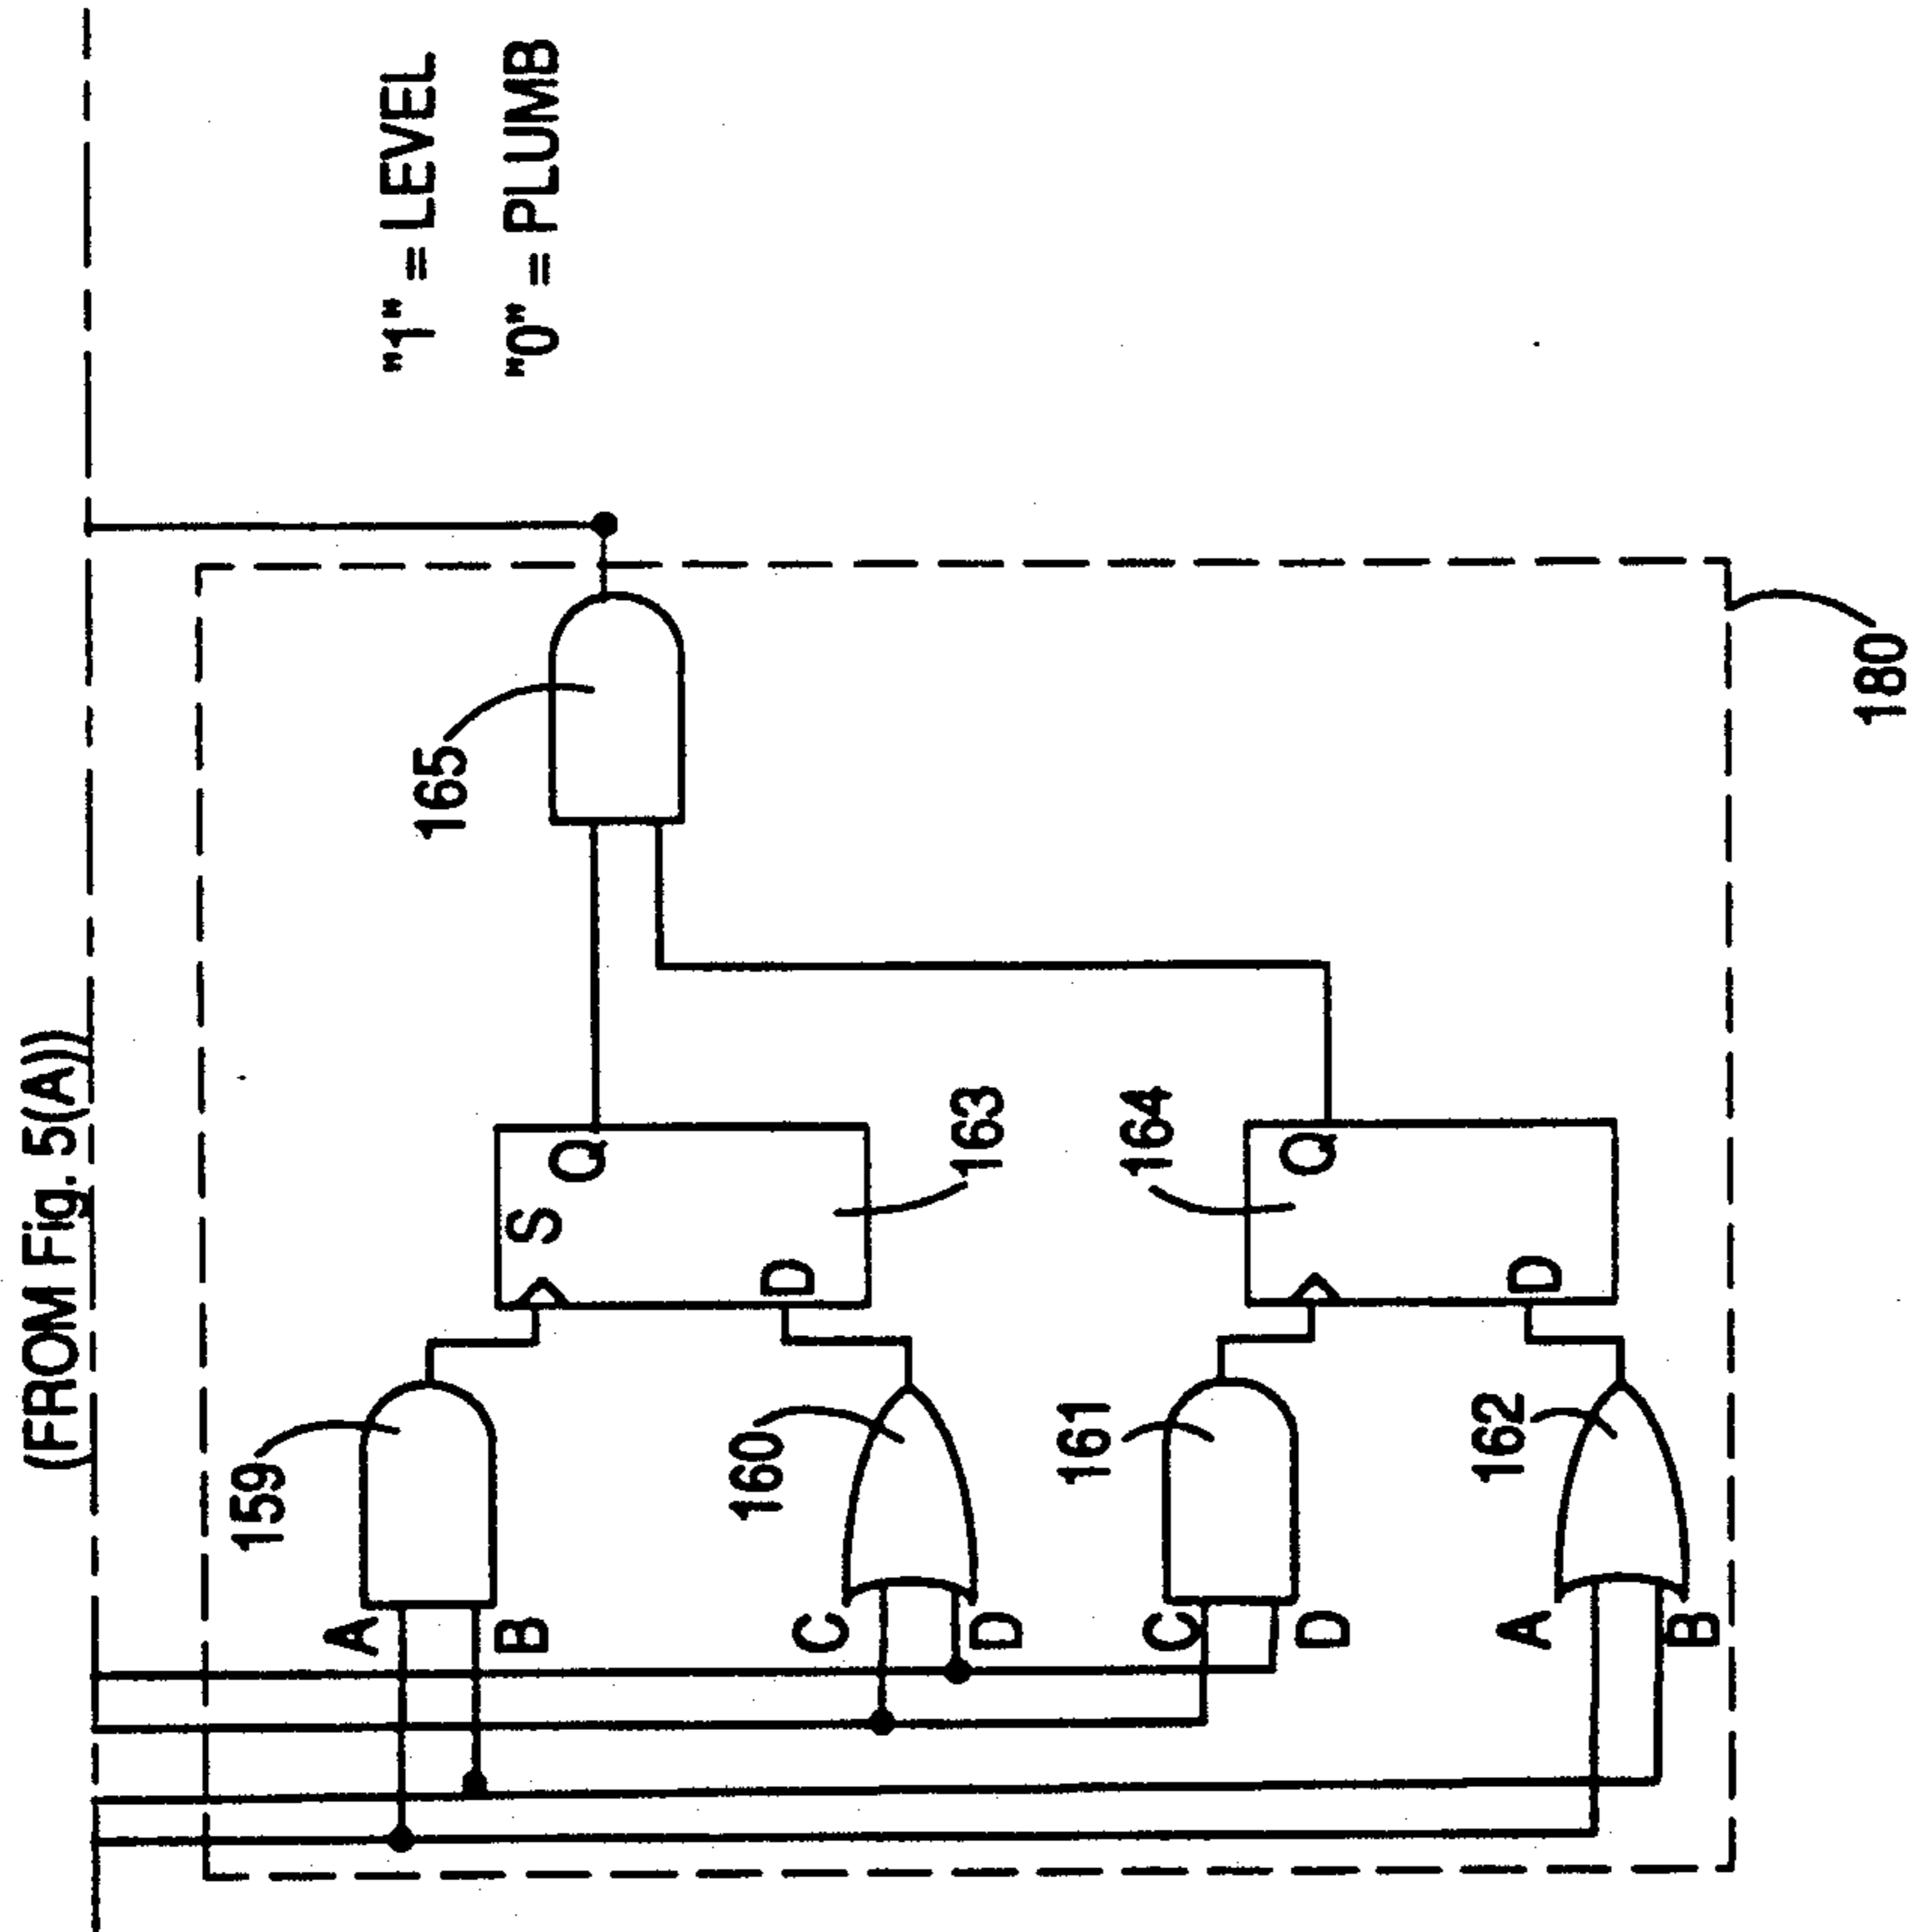 (FROM Fig. 5(A))
"1" = LEVEL
"0" = PLUMB
159
A
B
S
Q
D
165
160
C
D
163
161
C
D
164
Q
D
162
A
B
180